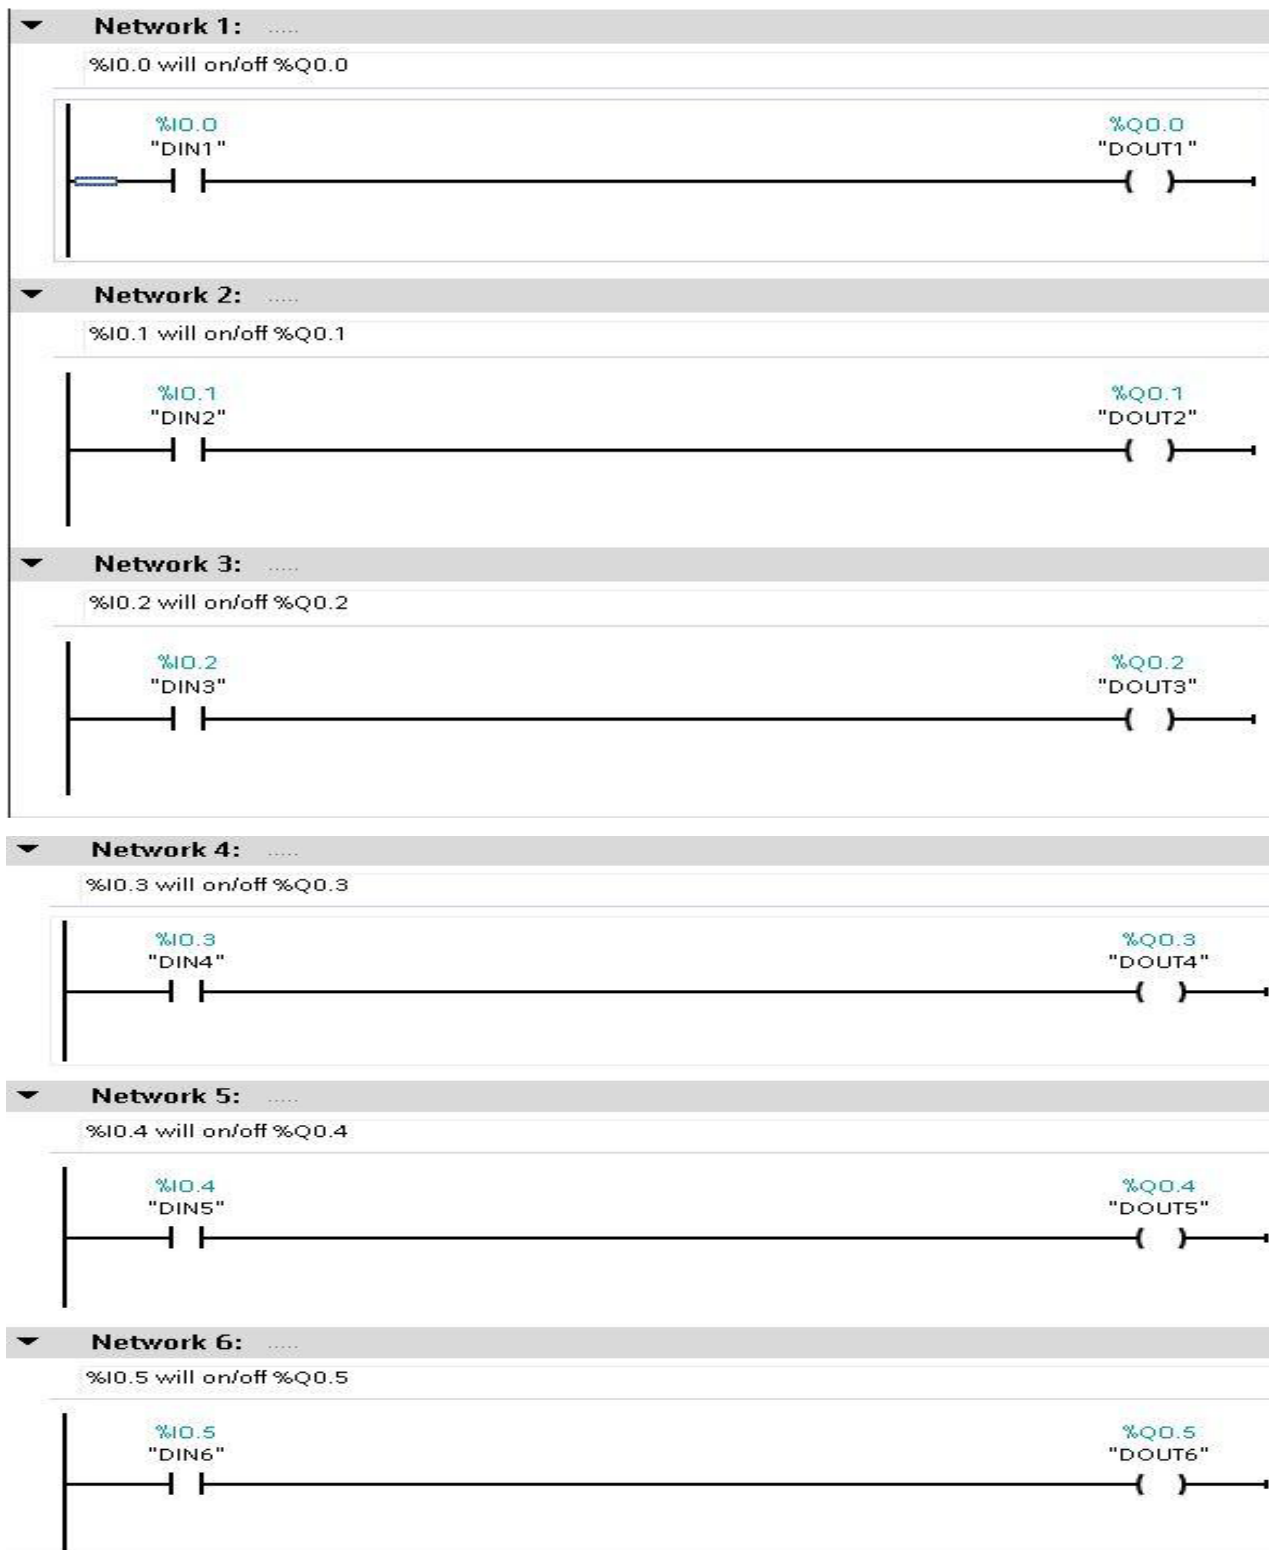 Network 1: .....
%I0.0 will on/off %Q0.0
%I0.0 %Q0.0
"DIN1" "DOUT1"
Network 2: .....
%I0.1 will on/off %Q0.1
%I0.1 %Q0.1
"DIN2" "DOUT2"
Network 3: .....
%I0.2 will on/off %Q0.2
%I0.2 %Q0.2
"DIN3" "DOUT3"
Network 4: .....
%I0.3 will on/off %Q0.3
%I0.3 %Q0.3
"DIN4" "DOUT4"
Network 5: .....
%I0.4 will on/off %Q0.4
%I0.4 %Q0.4
"DIN5" "DOUT5"
Network 6: .....
%I0.5 will on/off %Q0.5
%I0.5 %Q0.5
"DIN6" "DOUT6"